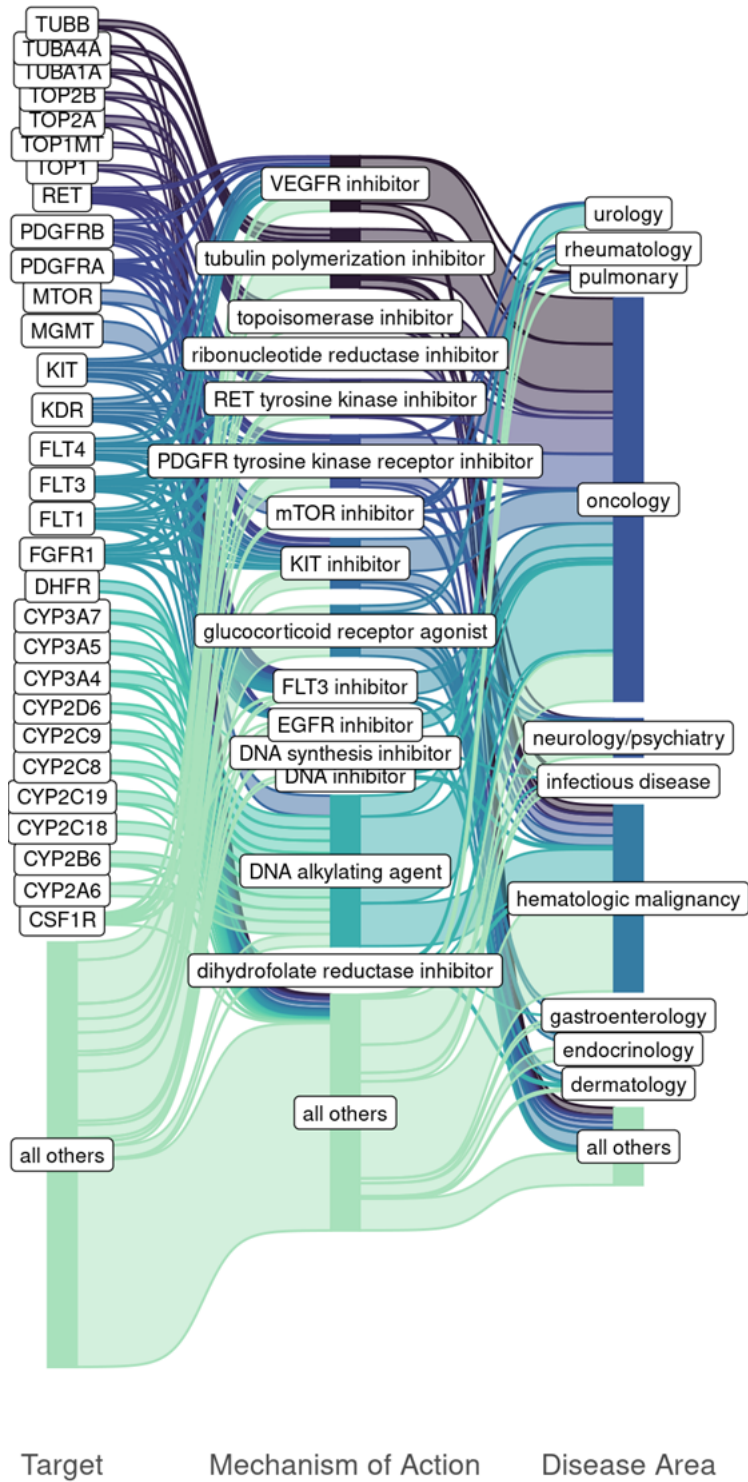 TUBB
TUBA4A
TUBA1A
TOP2B
TOP2A
TOP1MT
TOP1
RET
PDGFRB
PDGFRA
MTOR
MGMT
KIT
KDR
FLT4
FLT3
FLT1
FGFR1
DHFR
CYP3A7
CYP3A5
CYP3A4
CYP2D6
CYP2C9
CYP2C8
CYP2C19
CYP2C18
CYP2B6
CYP2A6
CSF1R
all others
VEGFR inhibitor
tubulin polymerization inhibitor
topoisomerase inhibitor
ribonucleotide reductase inhibitor
RET tyrosine kinase inhibitor
PDGFR tyrosine kinase receptor inhibitor
mTOR inhibitor
KIT inhibitor
glucocorticoid receptor agonist
FLT3 inhibitor
EGFR inhibitor
DNA synthesis inhibitor
DNA inhibitor
DNA alkylating agent
dihydrofolate reductase inhibitor
all others
urology
rheumatology
pulmonary
oncology
neurology/psychiatry
infectious disease
hematologic malignancy
gastroenterology
endocrinology
dermatology
all others
Target
Mechanism of Action
Disease Area